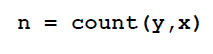 n = count(y,x)